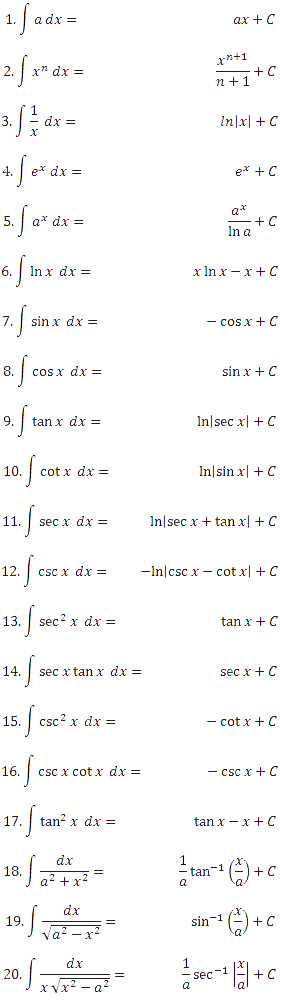 1. ∫ a dx = ax + C
2. ∫ xⁿ dx = xⁿ⁺¹/(n + 1) + C
3. ∫ 1/x dx = ln|x| + C
4. ∫ eˣ dx = eˣ + C
5. ∫ aˣ dx = aˣ/ln a + C
6. ∫ ln x dx = x ln x − x + C
7. ∫ sin x dx = − cos x + C
8. ∫ cos x dx = sin x + C
9. ∫ tan x dx = ln|sec x| + C
10. ∫ cot x dx = ln|sin x| + C
11. ∫ sec x dx = ln|sec x + tan x| + C
12. ∫ csc x dx = −ln|csc x − cot x| + C
13. ∫ sec² x dx = tan x + C
14. ∫ sec x tan x dx = sec x + C
15. ∫ csc² x dx = − cot x + C
16. ∫ csc x cot x dx = − csc x + C
17. ∫ tan² x dx = tan x − x + C
18. ∫ dx/(a² + x²) = 1/a tan⁻¹ (x/a) + C
19. ∫ dx/√(a² − x²) = sin⁻¹ (x/a) + C
20. ∫ dx/(x√(x² − a²)) = 1/a sec⁻¹ |x/a| + C